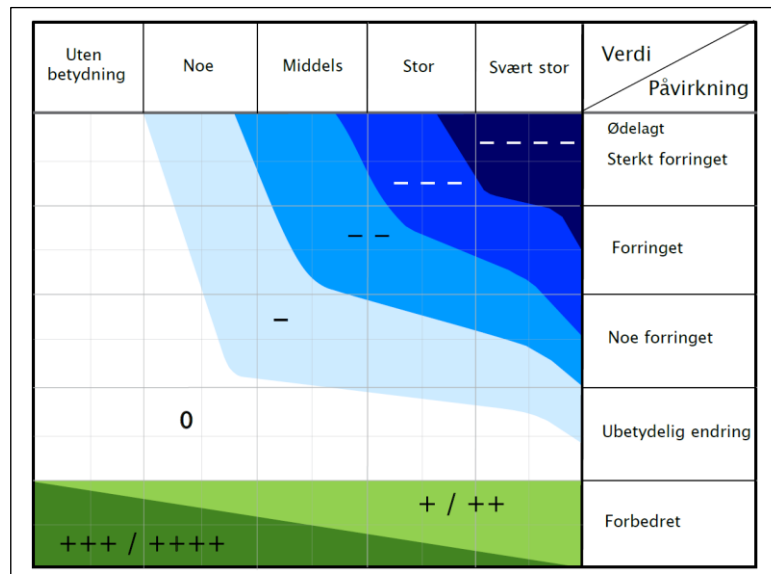 Uten
betydning
Noe
Middels
Stor
Svært stor
Verdi
Påvirkning
Ødelagt
Sterkt forringet
– – – –
– – –
Forringet
– –
Noe forringet
–
Ubetydelig endring
0
Forbedret
+ / ++
+++ / ++++